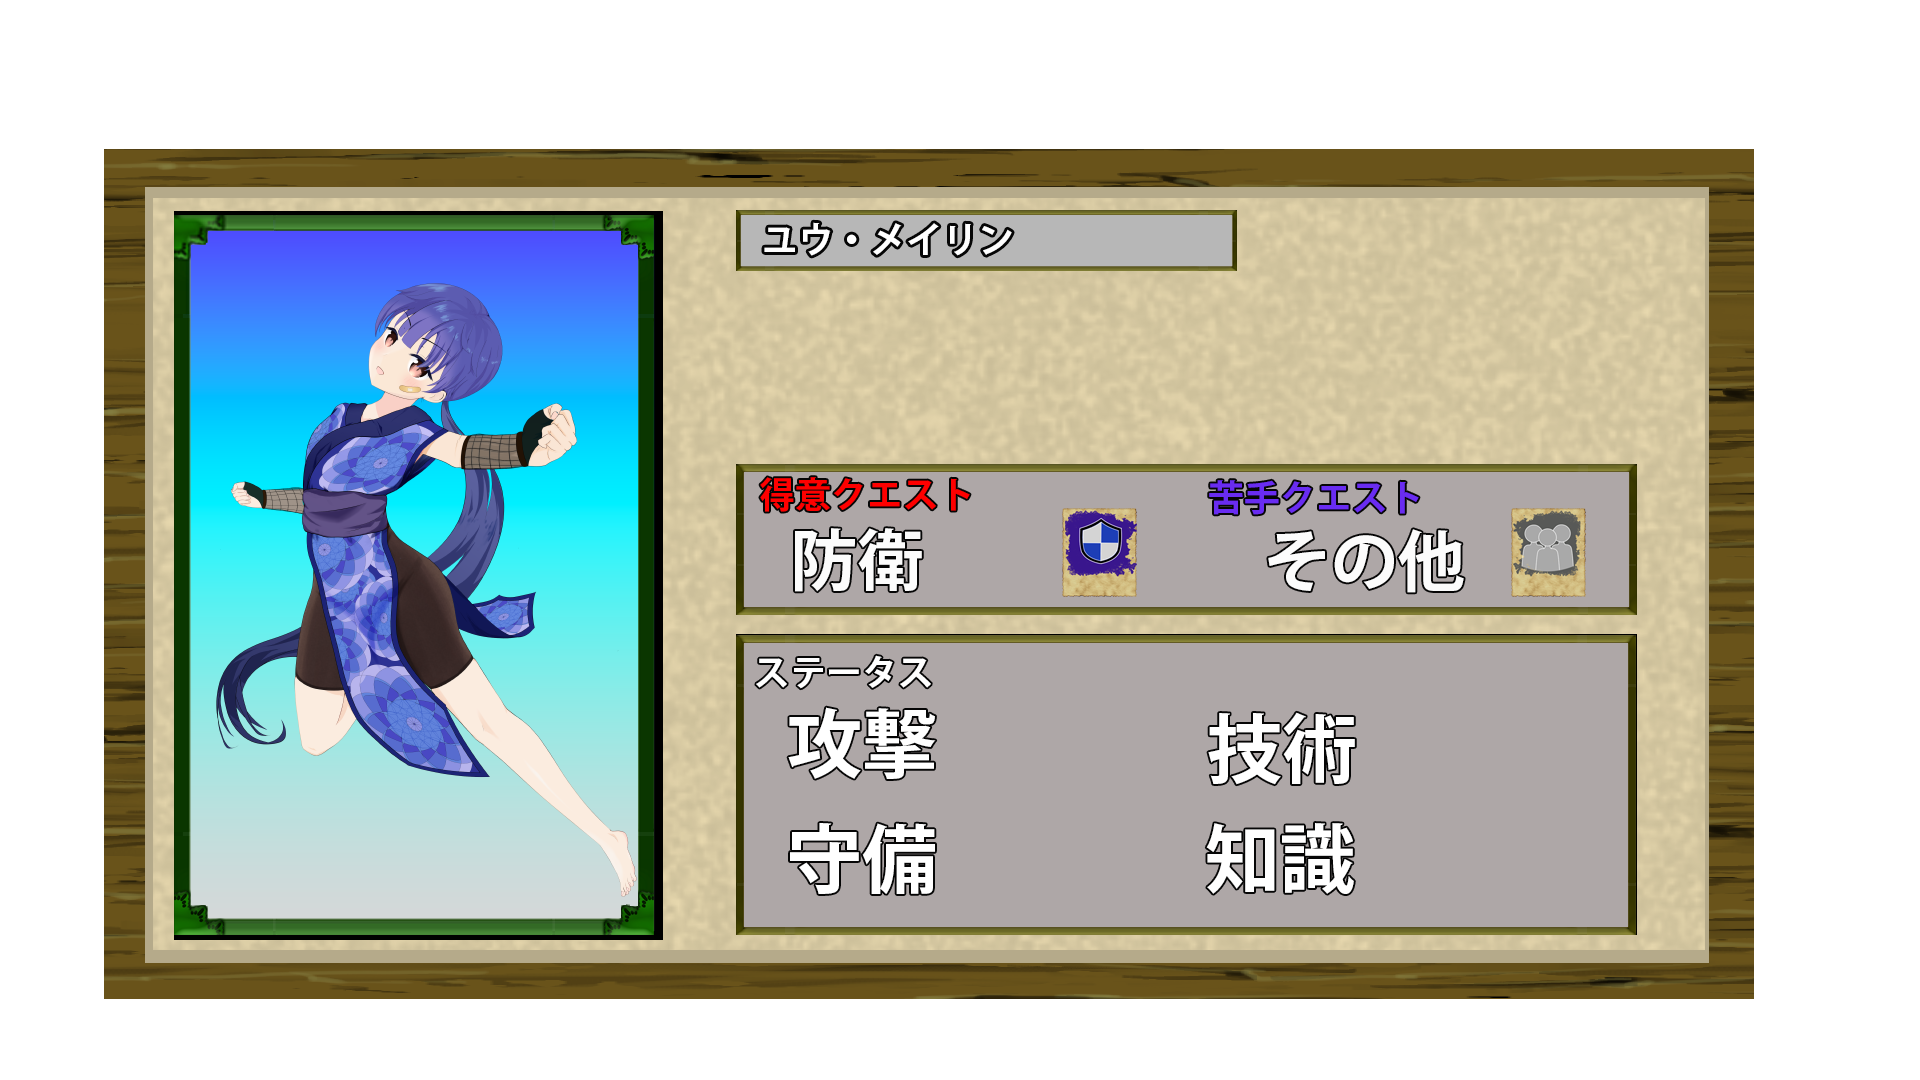 ユウ・メイリン
得意クエスト
防衛
苦手クエスト
その他
ステータス
攻撃
技術
守備
知識